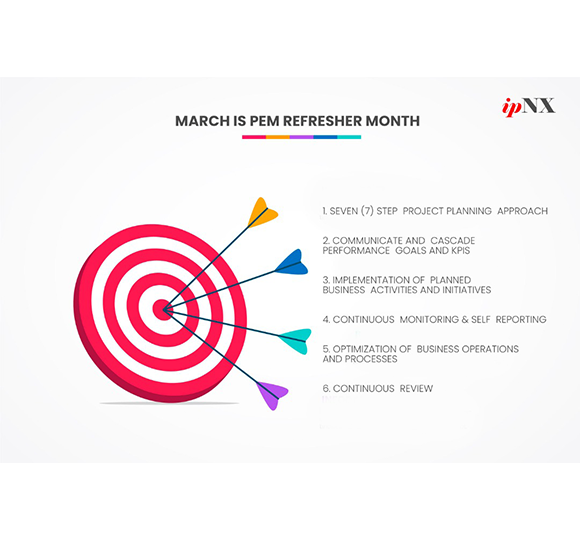 ipNX
MARCH IS PEM REFRESHER MONTH
1. SEVEN (7) STEP PROJECT PLANNING APPROACH
2. COMMUNICATE AND CASCADE
PERFORMANCE GOALS AND KPIS
3. IMPLEMENTATION OF PLANNED
BUSINESS ACTIVITIES AND INITIATIVES
4. CONTINUOUS MONITORING & SELF REPORTING
5. OPTIMIZATION OF BUSINESS OPERATIONS
AND PROCESSES
6. CONTINUOUS REVIEW